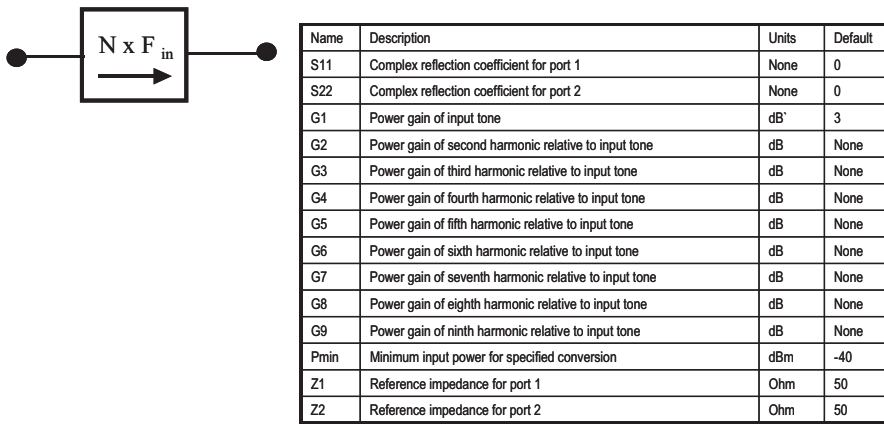 N x F in
Name Description Units Default
S11 Complex reflection coefficient for port 1 None 0
S22 Complex reflection coefficient for port 2 None 0
G1 Power gain of input tone dB` 3
G2 Power gain of second harmonic relative to input tone dB None
G3 Power gain of third harmonic relative to input tone dB None
G4 Power gain of fourth harmonic relative to input tone dB None
G5 Power gain of fifth harmonic relative to input tone dB None
G6 Power gain of sixth harmonic relative to input tone dB None
G7 Power gain of seventh harmonic relative to input tone dB None
G8 Power gain of eighth harmonic relative to input tone dB None
G9 Power gain of ninth harmonic relative to input tone dB None
Pmin Minimum input power for specified conversion dBm -40
Z1 Reference impedance for port 1 Ohm 50
Z2 Reference impedance for port 2 Ohm 50